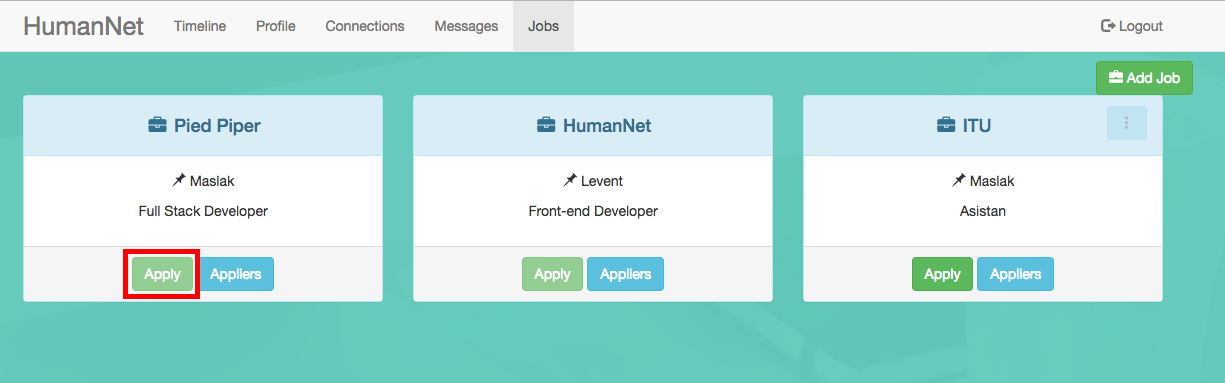 HumanNet Timeline Profile Connections Messages Jobs Logout
Add Job
Pied Piper HumanNet ITU
Maslak Levent Maslak
Full Stack Developer Front-end Developer Asistan
Apply Appliers Apply Appliers Apply Appliers